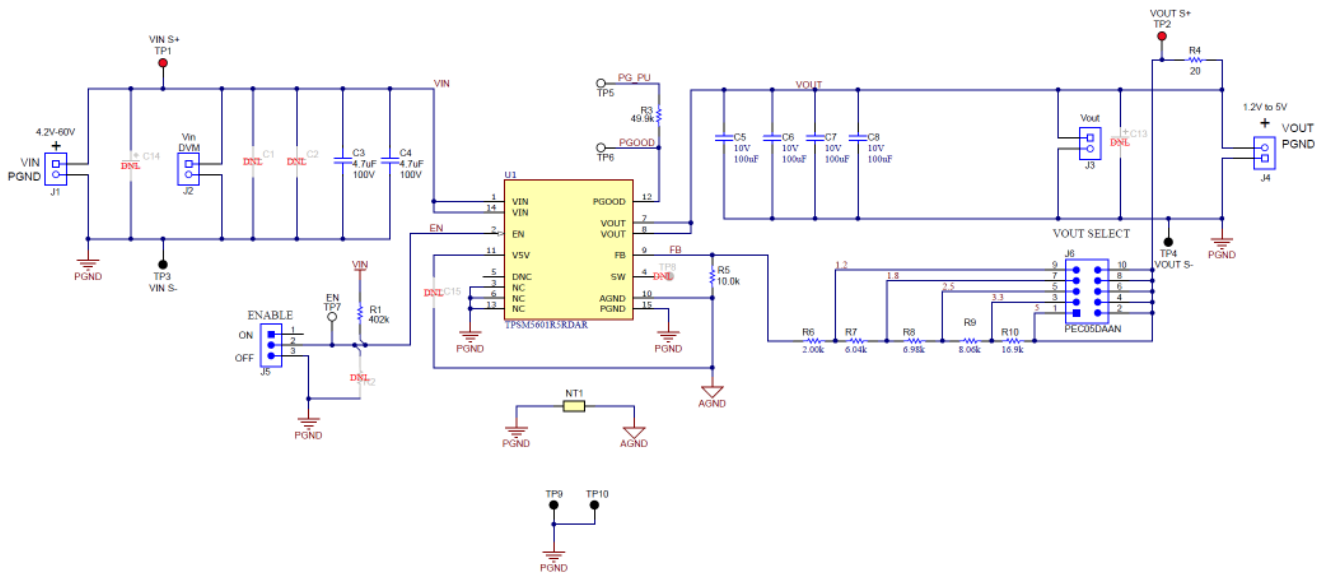 VOUT S+
TP2
R4
20
VIN S+
TP1
VIN
PG_PU
TP5
R3
49.9k
PGOOD
TP6
VOUT
4.2V-60V
+
VIN
PGND
J1
+
DNL C14
Vin
DVM
J2
DNL C1
DNL C2
C3
4.7uF
100V
C4
4.7uF
100V
C5
10V
100uF
C6
10V
100uF
C7
10V
100uF
C8
10V
100uF
Vout
J3
+
DNL C13
1.2V to 5V
+
VOUT
PGND
J4
PGND
TP3
VIN S-
U1
1 VIN
14 VIN
2 EN
11 V5V
5 DNC
3 NC
6 NC
13 NC
PGOOD 12
VOUT 7
VOUT 8
FB 9
SW 4
AGND 10
PGND 15
TPSM5601R5RDAR
EN
FB
TP8
DNL
R5
10.0k
DNL C15
PGND
PGND
AGND
TP4
VOUT S-
PGND
VOUT SELECT
J6
9 10
7 8
5 6
3 4
1 2
PEC05DAAN
1.2
1.8
2.5
3.3
5
R6
2.00k
R7
6.04k
R8
6.98k
R9
8.06k
R10
16.9k
VIN
R1
402k
EN
TP7
ENABLE
ON
OFF
1
2
3
J5
DNL R2
PGND
NT1
PGND
AGND
TP9
TP10
PGND